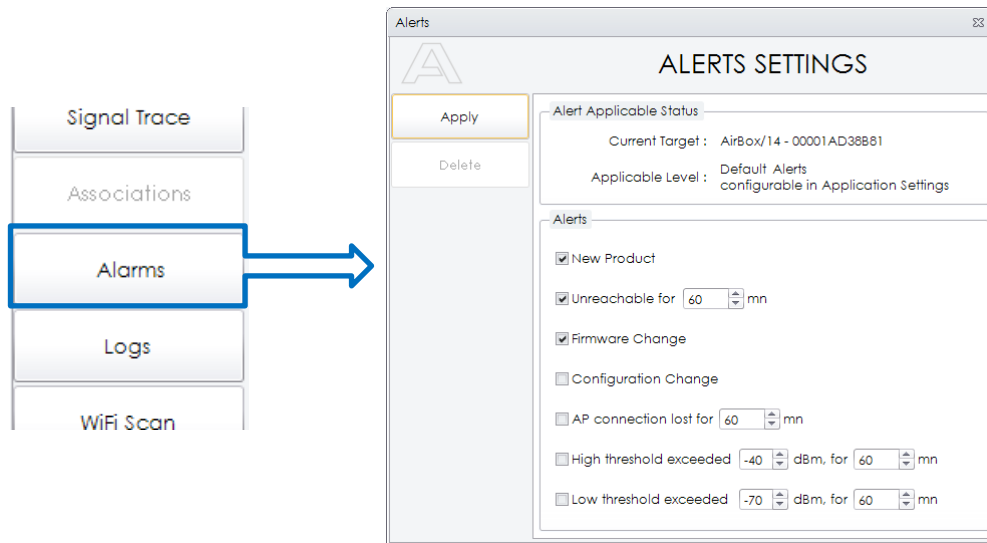 Signal Trace
Associations
Alarms
Logs
WiFi Scan
Alerts
ALERTS SETTINGS
Apply
Delete
Alert Applicable Status
Current Target : AirBox/14 - 00001AD38B81
Applicable Level : Default Alerts
configurable in Application Settings
Alerts
New Product
Unreachable for 60 mn
Firmware Change
Configuration Change
AP connection lost for 60 mn
High threshold exceeded -40 dBm, for 60 mn
Low threshold exceeded -70 dBm, for 60 mn